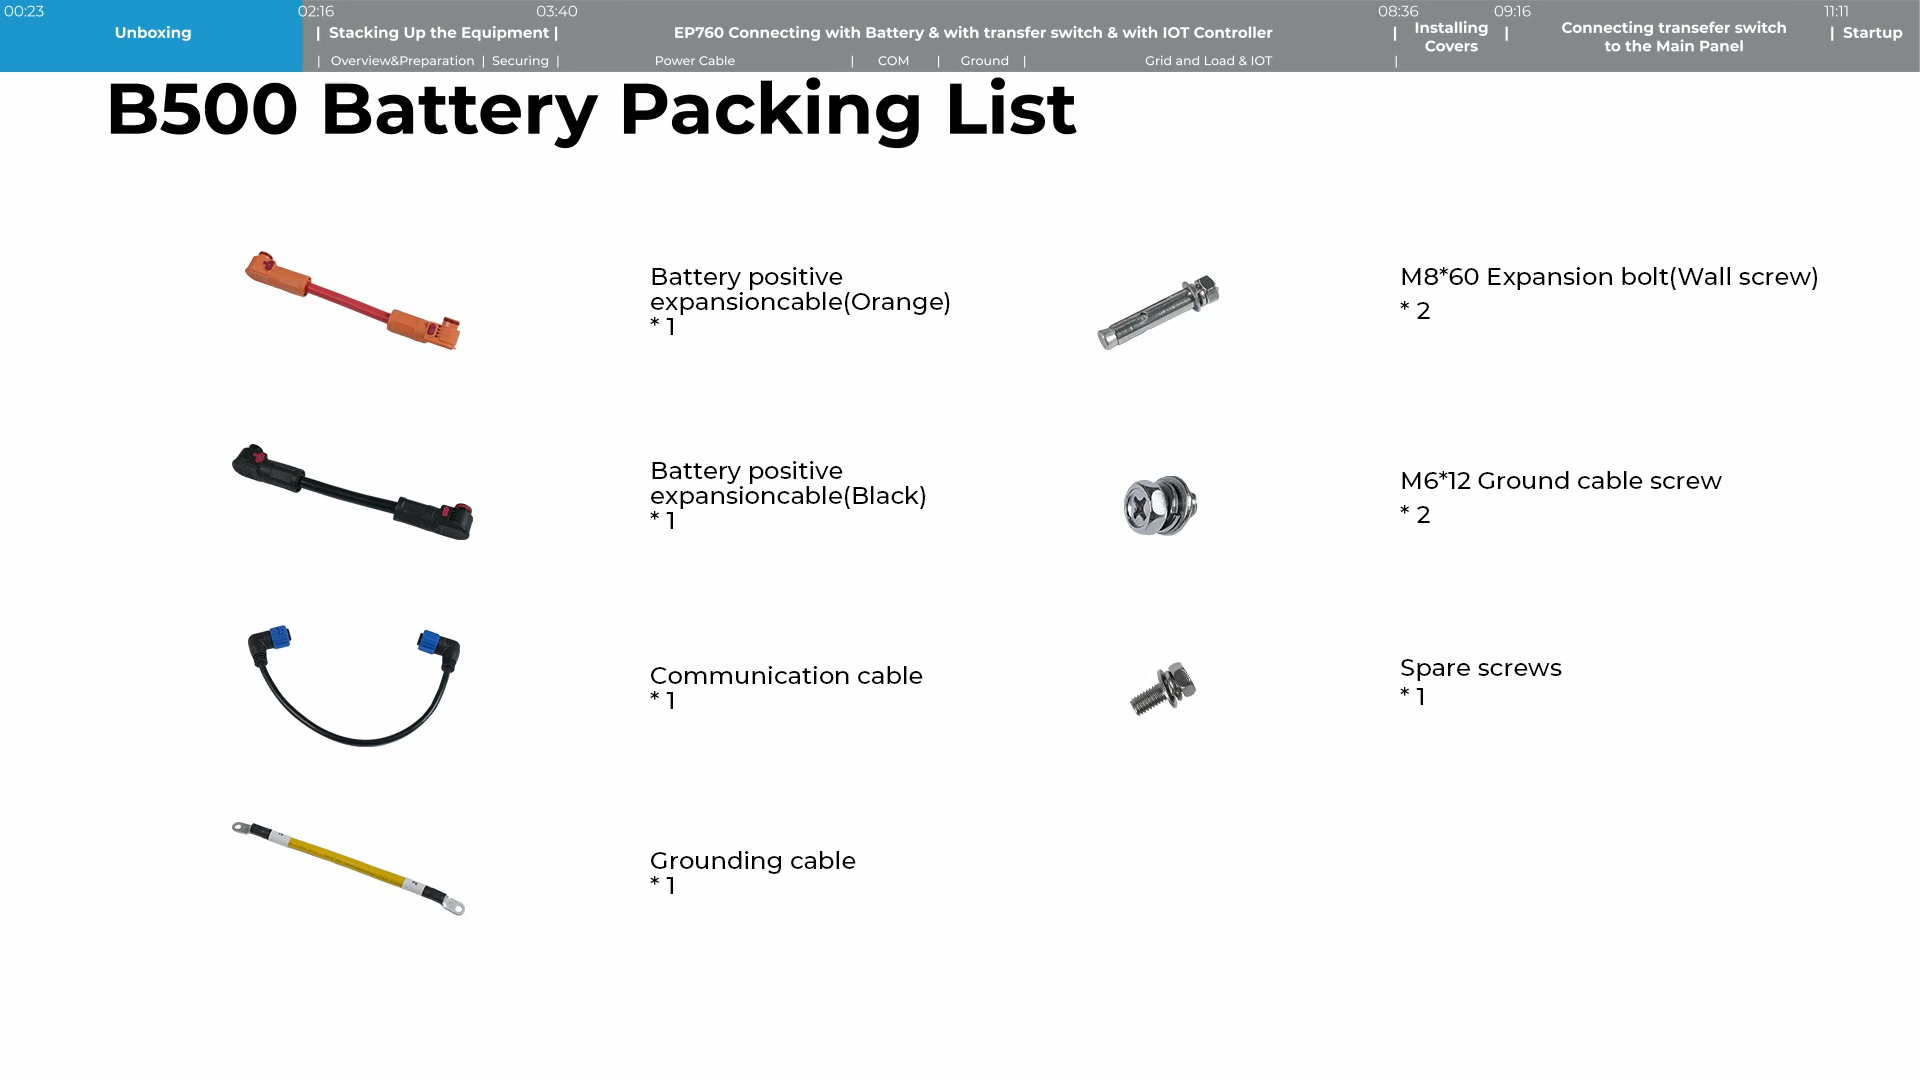 00:23 02:16 03:40 08:36 09:16 11:11
Unboxing | Stacking Up the Equipment | EP760 Connecting with Battery & with transfer switch & with IOT Controller | Installing Covers | Connecting transefer switch to the Main Panel | Startup
| Overview&Preparation | Securing | Power Cable | COM | Ground | Grid and Load & IOT |
B500 Battery Packing List
Battery positive
expansioncable(Orange)
* 1
Battery positive
expansioncable(Black)
* 1
Communication cable
* 1
Grounding cable
* 1
M8*60 Expansion bolt(Wall screw)
* 2
M6*12 Ground cable screw
* 2
Spare screws
* 1